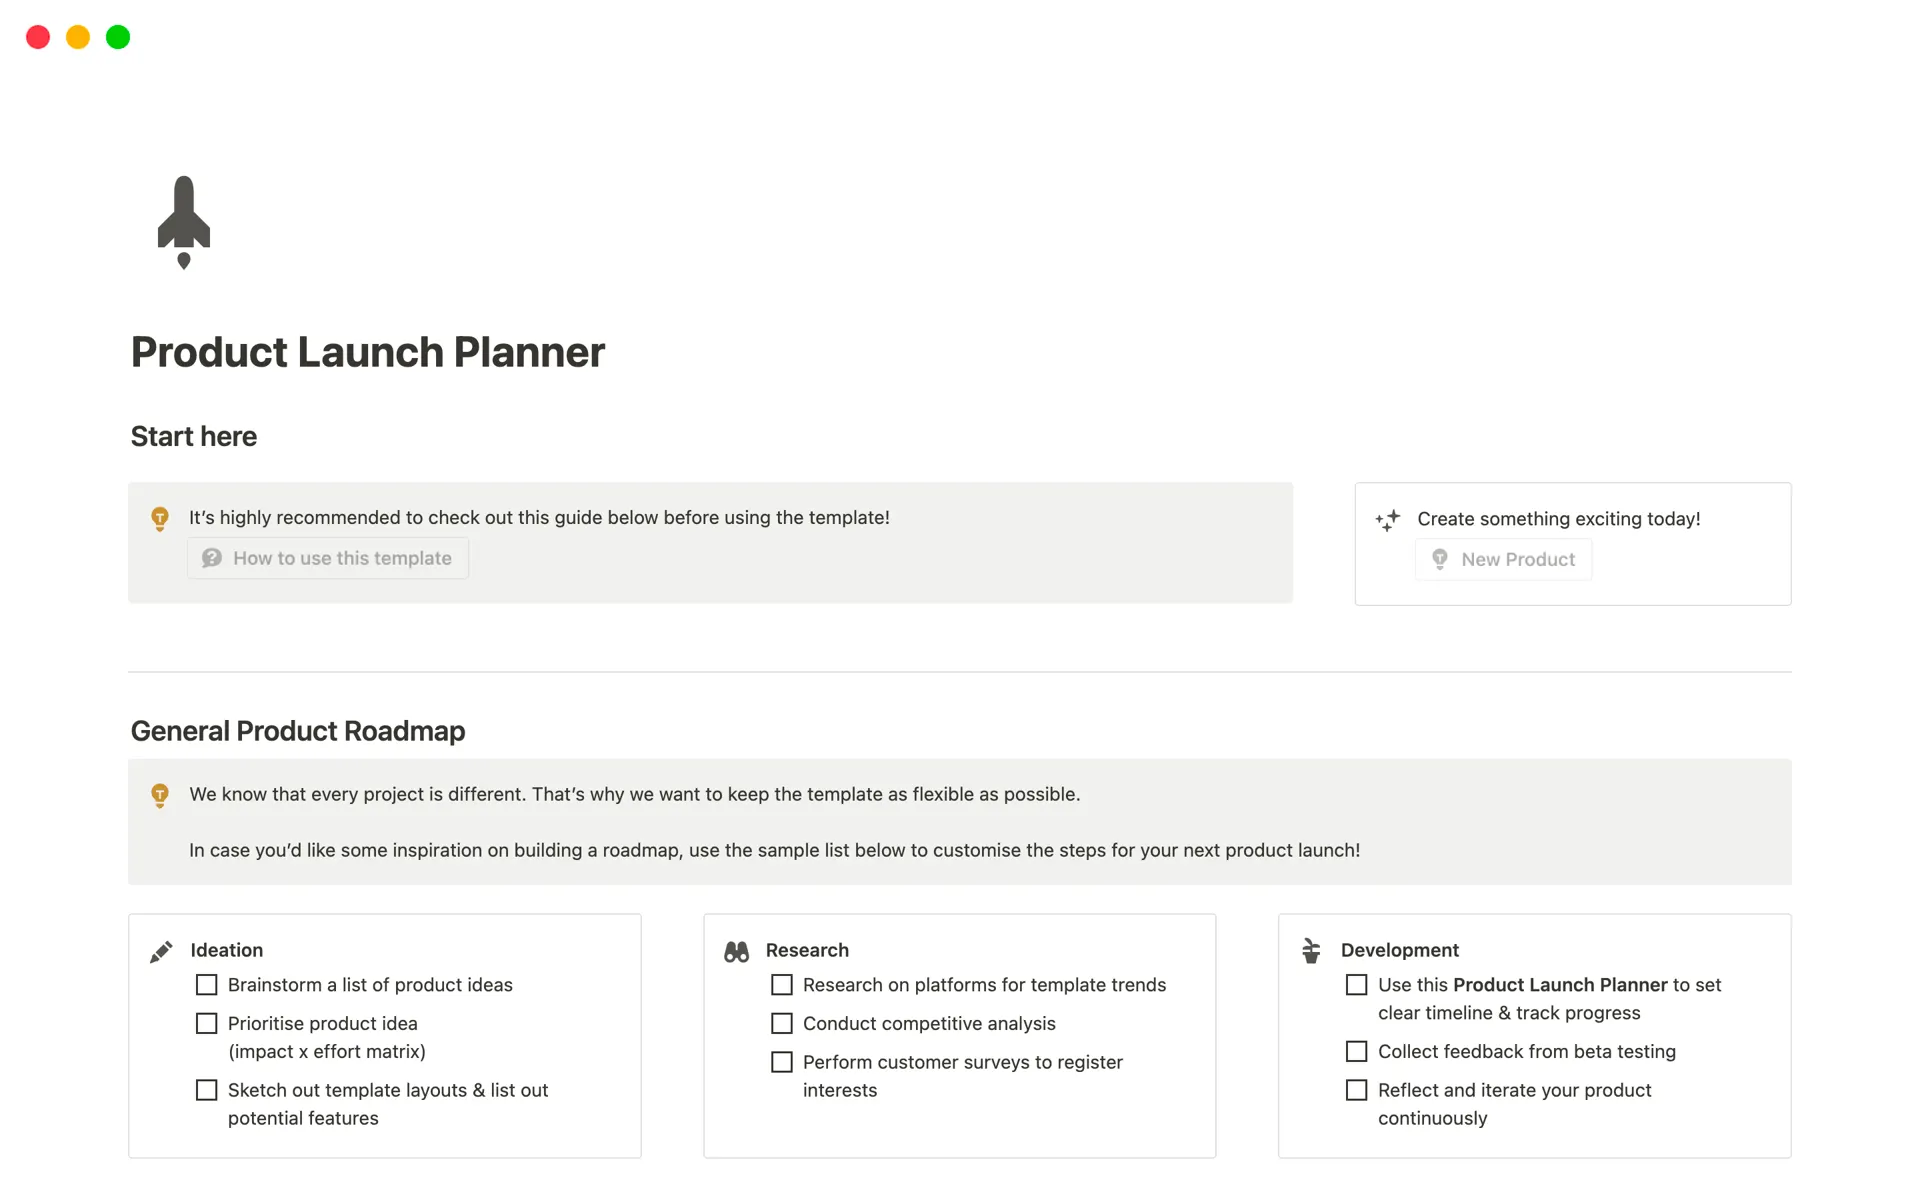 Product Launch Planner
Start here
It’s highly recommended to check out this guide below before using the template!
How to use this template
Create something exciting today!
New Product
General Product Roadmap
We know that every project is different. That’s why we want to keep the template as flexible as possible.
In case you’d like some inspiration on building a roadmap, use the sample list below to customise the steps for your next product launch!
Ideation
Brainstorm a list of product ideas
Prioritise product idea
(impact x effort matrix)
Sketch out template layouts & list out
potential features
Research
Research on platforms for template trends
Conduct competitive analysis
Perform customer surveys to register
interests
Development
Use this Product Launch Planner to set
clear timeline & track progress
Collect feedback from beta testing
Reflect and iterate your product
continuously